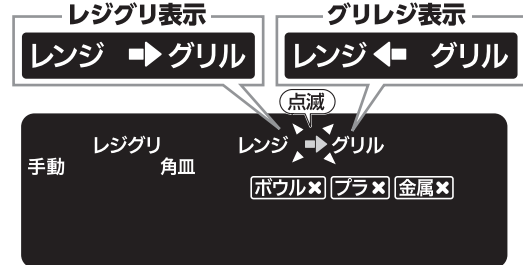 レジグリ表示 グリレジ表示
レンジ ➡ グリル レンジ ⬅ グリル
点滅
レジグリ レンジ ➡ グリル
手動 角皿
ボウル✖ プラ✖ 金属✖